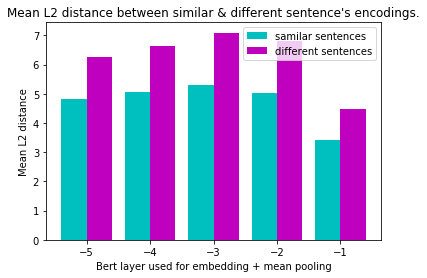 Mean L2 distance between similar & different sentence's encodings.
samilar sentences
different sentences
Mean L2 distance
7
6
5
4
3
2
1
0
−5 −4 −3 −2 −1
Bert layer used for embedding + mean pooling